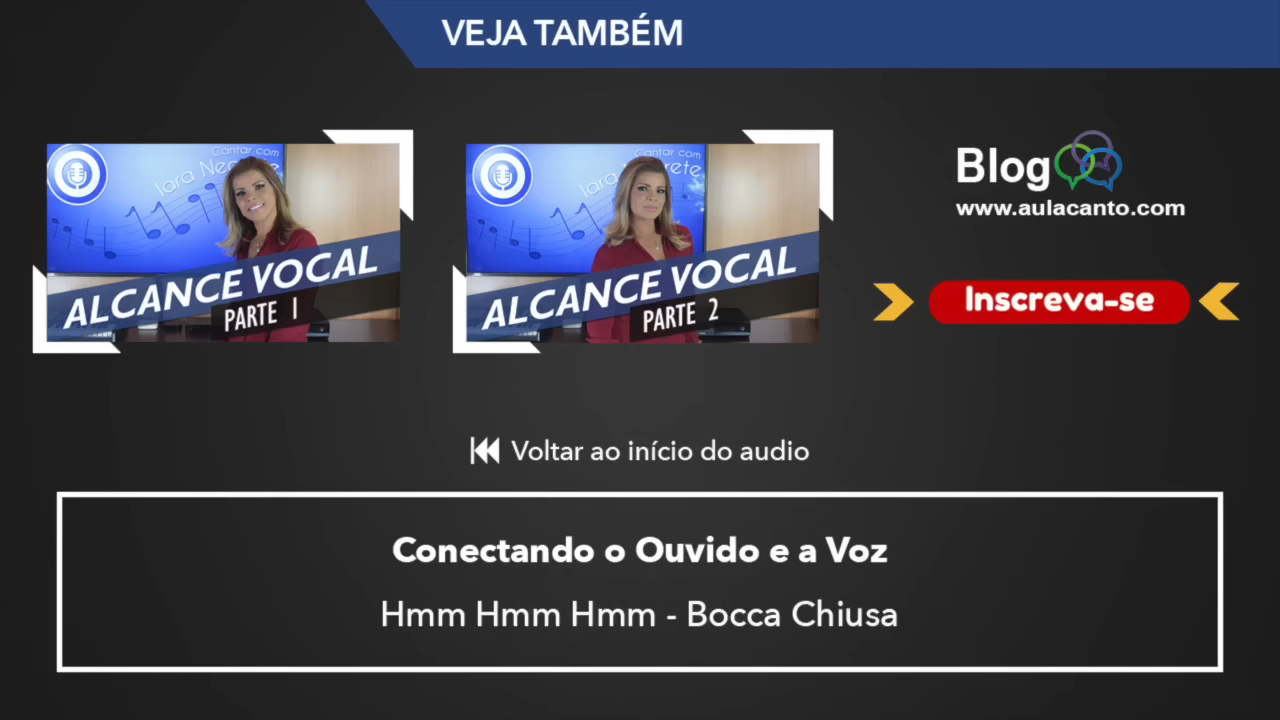 VEJA TAMBÉM
Cantar com
ALCANCE VOCAL
PARTE 1
Cantar com
ALCANCE VOCAL
PARTE 2
Blog
www.aulacanto.com
Inscreva-se
Voltar ao início do audio
Conectando o Ouvido e a Voz
Hmm Hmm Hmm - Bocca Chiusa